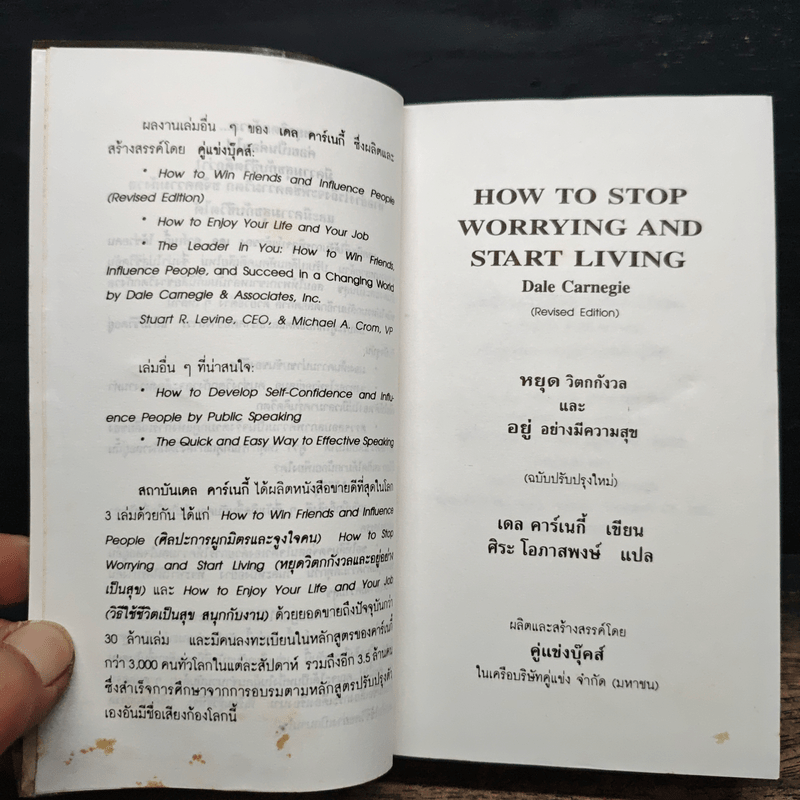 ผลงานเล่มอื่น ๆ ของ เดล คาร์เนกี้ ซึ่งผลิตและ
สร้างสรรค์โดย คู่แข่งบุ๊คส์:
* How to Win Friends and Influence People
(Revised Edition)
* How to Enjoy Your Life and Your Job
* The Leader In You: How to Win Friends,
Influence People, and Succeed in a Changing World
by Dale Carnegie & Associates, Inc.
Stuart R. Levine, CEO, & Michael A. Crom, VP
เล่มอื่น ๆ ที่น่าสนใจ:
* How to Develop Self-Confidence and Influ-
ence People by Public Speaking
* The Quick and Easy Way to Effective Speaking
สถาบันเดล คาร์เนกี้ ได้ผลิตหนังสือขายดีที่สุดในโลก
3 เล่มด้วยกัน ได้แก่ How to Win Friends and Influence
People (ศิลปะการผูกมิตรและจูงใจคน) How to Stop
Worrying and Start Living (หยุดวิตกกังวลและอยู่อย่าง
เป็นสุข) และ How to Enjoy Your Life and Your Job
(วิธีใช้ชีวิตเป็นสุข สนุกกับงาน) ด้วยยอดขายถึงปัจจุบันกว่า
30 ล้านเล่ม และมีคนลงทะเบียนในหลักสูตรของคาร์เนกี้
กว่า 3,000 คนทั่วโลกในแต่ละสัปดาห์ รวมถึงอีก 3.5 ล้านคน
ซึ่งสำเร็จการศึกษาจากการอบรมตามหลักสูตรปรับปรุงตัว
เองอันมีชื่อเสียงก้องโลกนี้
HOW TO STOP
WORRYING AND
START LIVING
Dale Carnegie
(Revised Edition)
หยุด วิตกกังวล
และ
อยู่ อย่างมีความสุข
(ฉบับปรับปรุงใหม่)
เดล คาร์เนกี้ เขียน
ศิระ โอภาสพงษ์ แปล
ผลิตและสร้างสรรค์โดย
คู่แข่งบุ๊คส์
ในเครือบริษัทคู่แข่ง จำกัด (มหาชน)